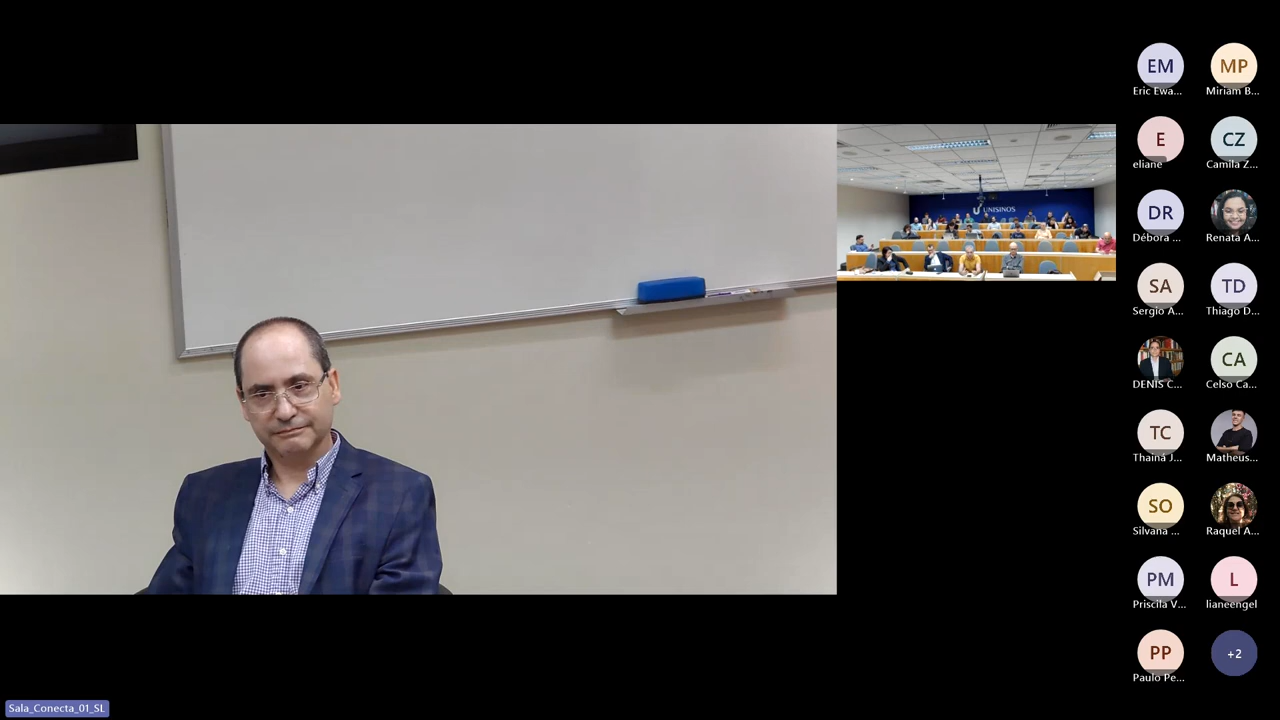 UNISINOS
EM
Eric Ewa...
MP
Miriam B...
E
eliane
CZ
Camila Z...
DR
Débora ...
Renata A...
SA
Sergio A...
TD
Thiago D...
DENIS C...
CA
Celso Ca...
TC
Thainá J...
Matheus...
SO
Silvana ...
Raquel A...
PM
Priscila V...
L
lianeengel
PP
Paulo Pe...
+2
Sala_Conecta_01_SL